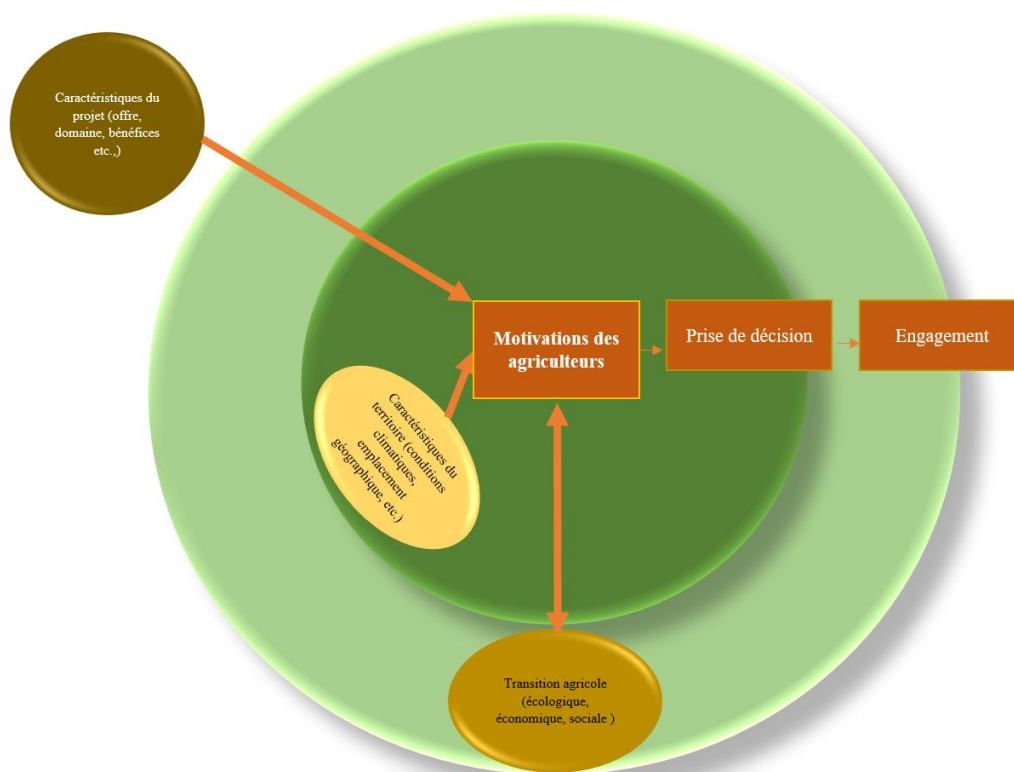 Caractéristiques du
projet (offre,
domaine, bénéfices
etc.,)
Motivations des
agriculteurs
Prise de décision
Engagement
Caractéristiques du
territoire (conditions
climatiques,
emplacement
géographique, etc.)
Transition agricole
(écologique,
économique, sociale )